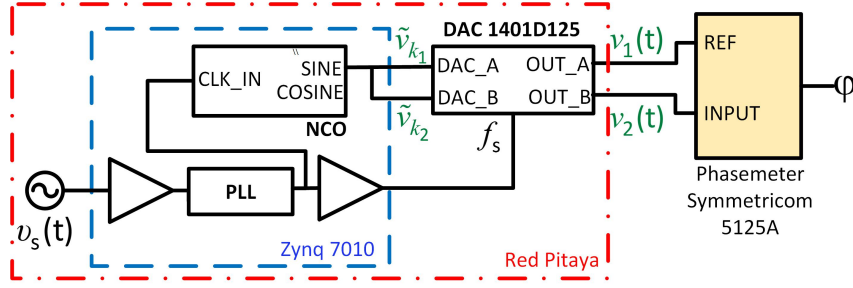 DAC 1401D125
ṽk1
v1(t)
CLK_IN
SINE
COSINE
NCO
DAC_A
OUT_A
DAC_B
OUT_B
ṽk2
fs
v2(t)
REF
INPUT
φ
PLL
υs(t)
Zynq 7010
Red Pitaya
Phasemeter
Symmetricom
5125A